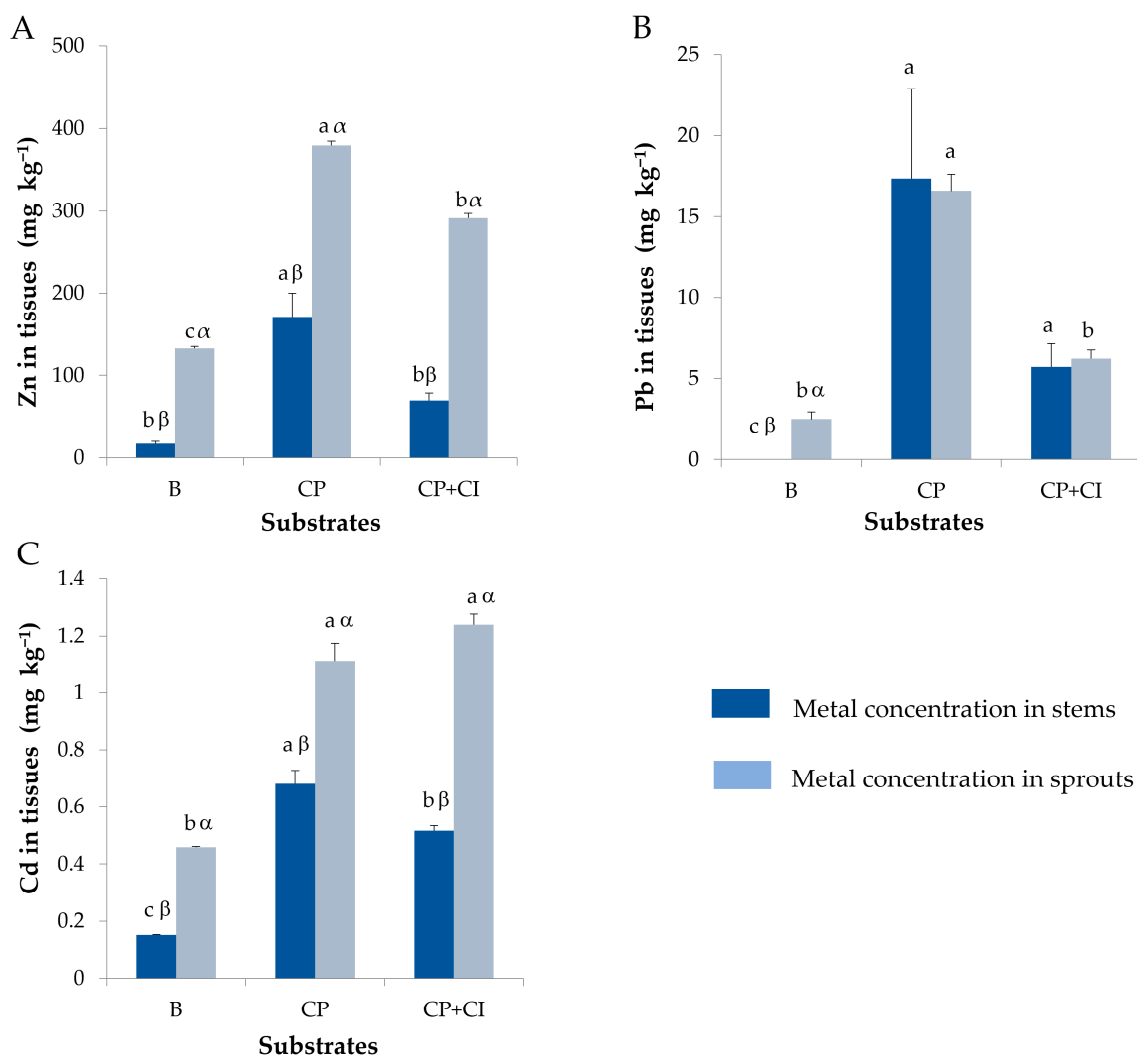 A
Zn in tissues (mg kg⁻¹)
500
400
300
200
100
0
b β
c α
a β
a α
b β
b α
B CP CP+CI
Substrates
B
Pb in tissues (mg kg⁻¹)
25
20
15
10
5
0
c β
b α
a
a
a
b
B CP CP+CI
Substrates
C
Cd in tissues (mg kg⁻¹)
1.4
1.2
1
0.8
0.6
0.4
0.2
0
c β
b α
a β
a α
b β
a α
B CP CP+CI
Substrates
Metal concentration in stems
Metal concentration in sprouts